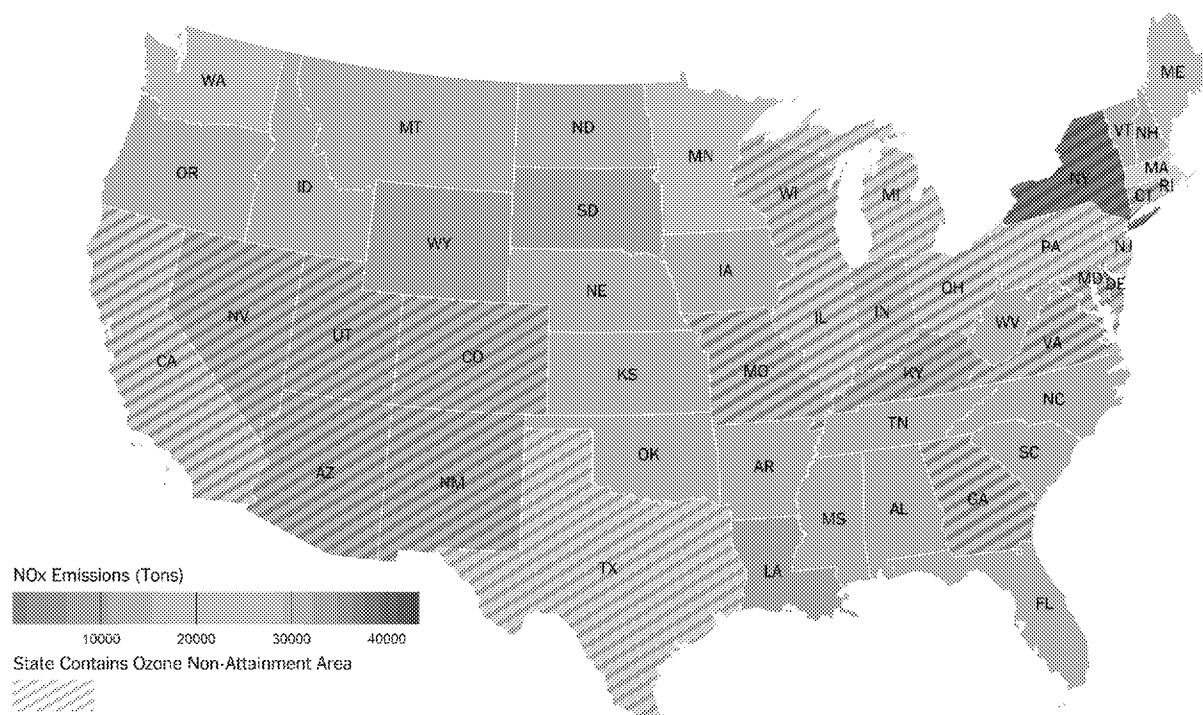 WA
MT
ND
MN
ME
VT
NH
OR
ID
SD
WI
MI
NY
MA
CT
RI
WY
IA
NE
PA
NJ
NV
UT
CO
IL
IN
OH
MD
DE
WV
VA
CA
KS
MO
KY
NC
TN
AZ
NM
OK
AR
SC
MS
AL
GA
TX
LA
FL
NOx Emissions (Tons)
10000 20000 30000 40000
State Contains Ozone Non-Attainment Area